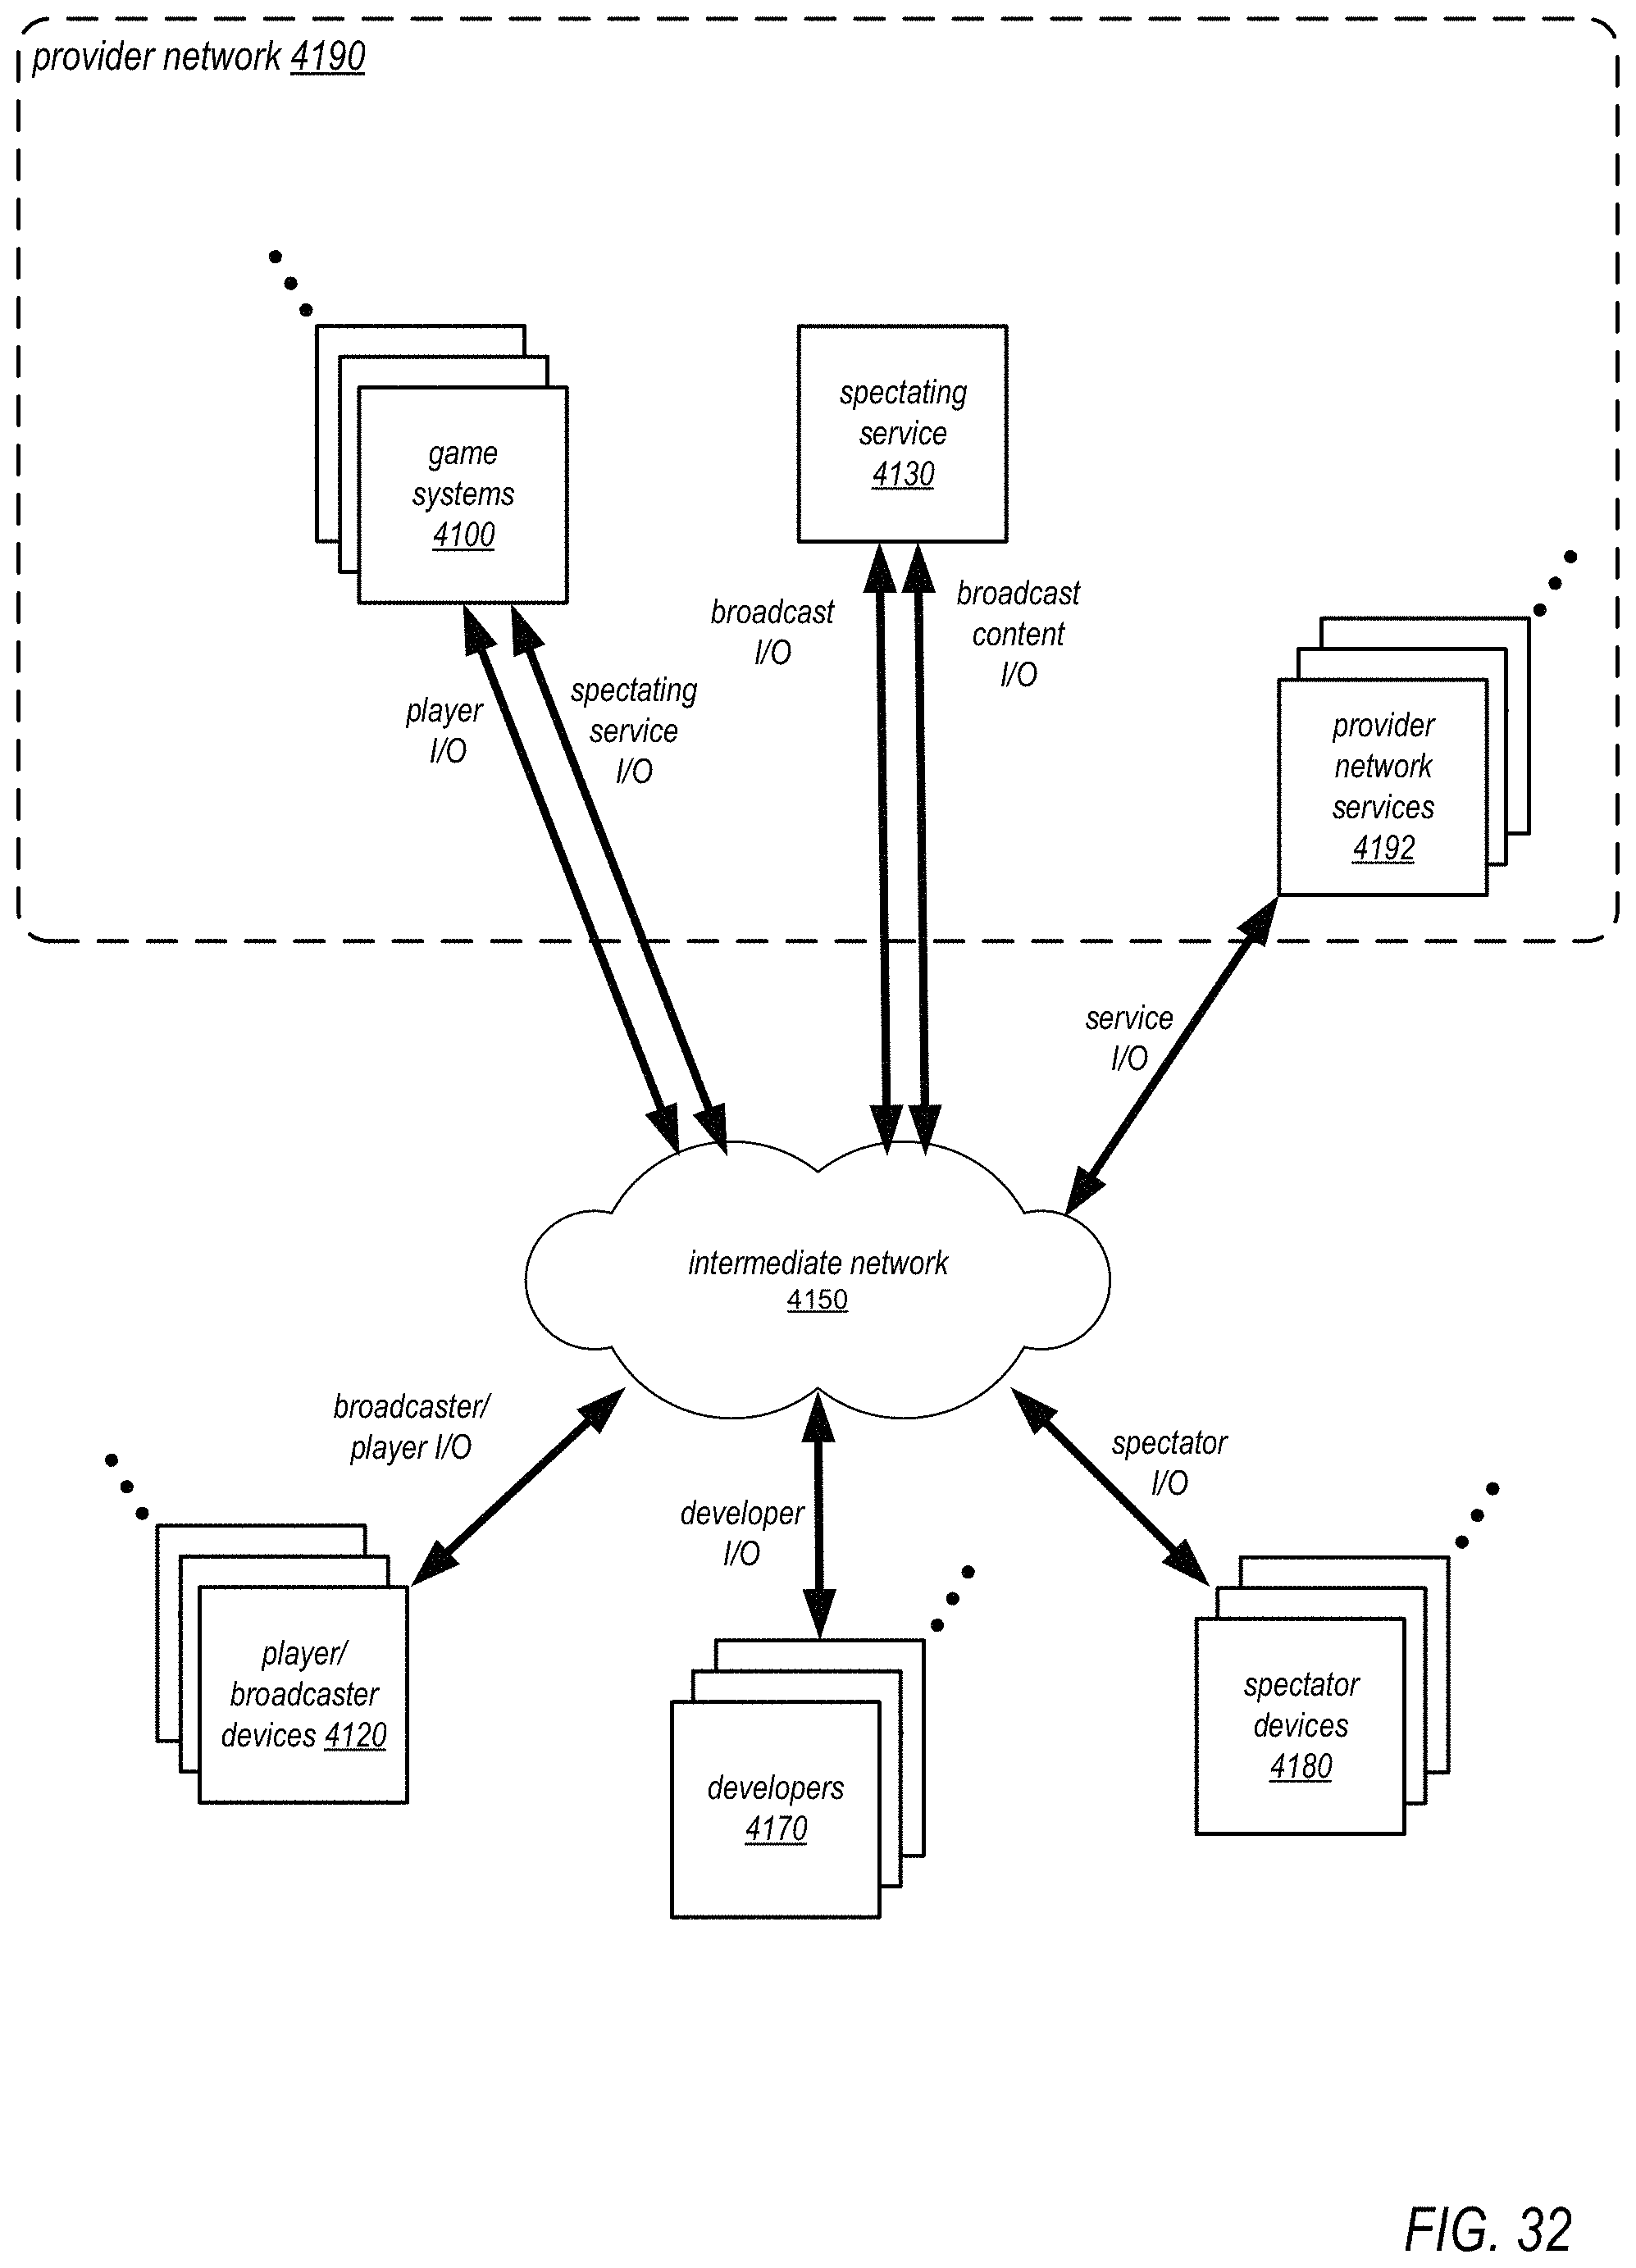 provider network 4190
game
systems
4100
spectating
service
4130
broadcast
I/O
broadcast
content
I/O
player
I/O
spectating
service
I/O
provider
network
services
4192
service
I/O
intermediate network
4150
broadcaster/
player I/O
developer
I/O
spectator
I/O
player/
broadcaster
devices 4120
developers
4170
spectator
devices
4180
FIG. 32